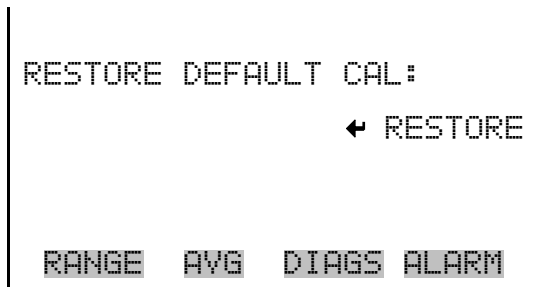 RESTORE DEFAULT CAL:
↵ RESTORE
RANGE AVG DIAGS ALARM